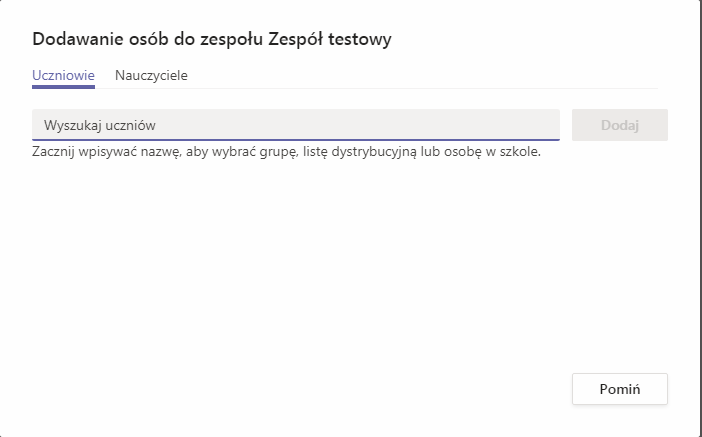 Dodawanie osób do zespołu Zespół testowy
Uczniowie Nauczyciele
Wyszukaj uczniów Dodaj
Zacznij wpisywać nazwę, aby wybrać grupę, listę dystrybucyjną lub osobę w szkole.
Pomiń